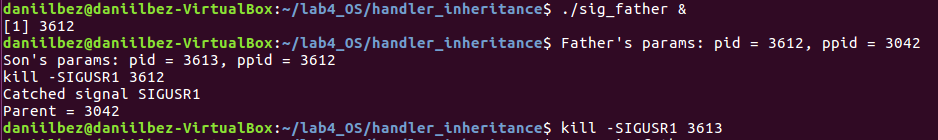 daniilbez@daniilbez-VirtualBox:~/lab4_OS/handler_inheritance$ ./sig_father &
[1] 3612
daniilbez@daniilbez-VirtualBox:~/lab4_OS/handler_inheritance$ Father's params: pid = 3612, ppid = 3042
Son's params: pid = 3613, ppid = 3612
kill -SIGUSR1 3612
Catched signal SIGUSR1
Parent = 3042
daniilbez@daniilbez-VirtualBox:~/lab4_OS/handler_inheritance$ kill -SIGUSR1 3613